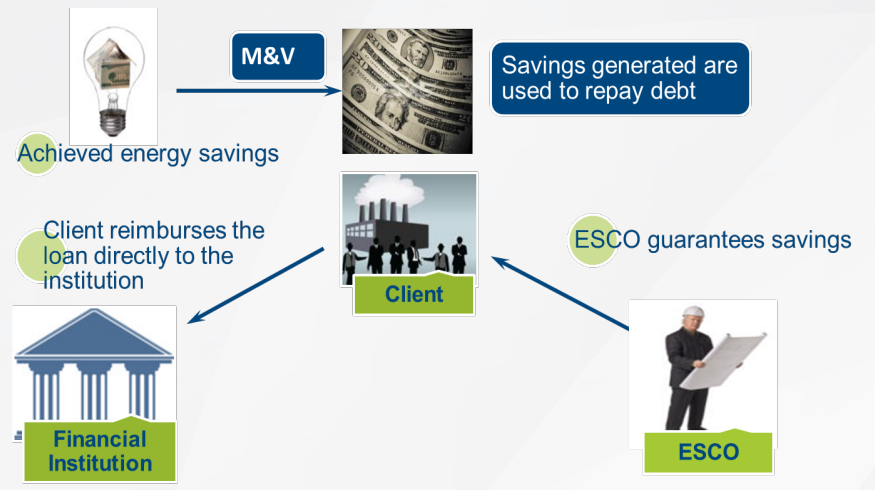 M&V
Savings generated are
used to repay debt
Achieved energy savings
Client reimburses the
loan directly to the
institution
ESCO guarantees savings
Client
Financial
Institution
ESCO